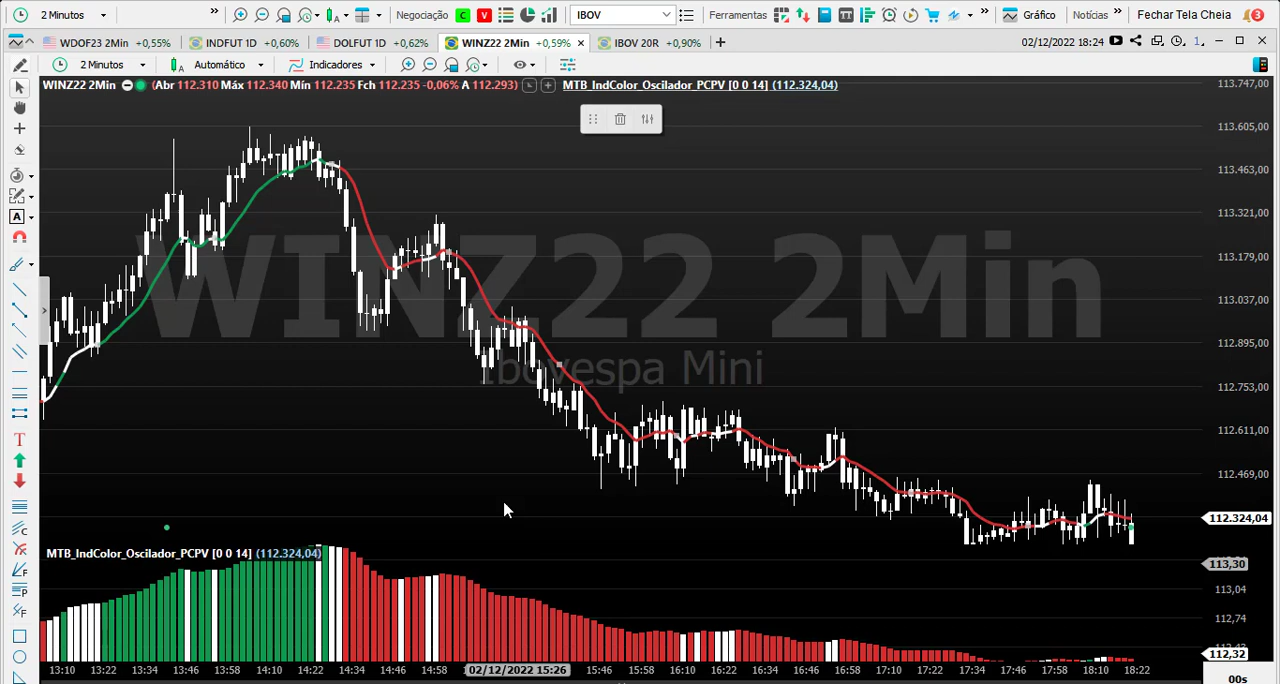 2 Minutos » Negociação C V IBOV Ferramentas » Gráfico Notícias » Fechar Tela Cheia 3
WDOF23 2Min +0,55% INDFUT 1D +0,60% DOLFUT 1D +0,62% WINZ22 2Min +0,59% × IBOV 20R +0,90% + 02/12/2022 18:24 1
2 Minutos Automático Indicadores
WINZ22 2Min (Abr 112.310 Máx 112.340 Mín 112.235 Fch 112.235 -0,06% A 112.293) MTB_IndColor_Oscilador_PCPV [0 0 14] (112.324,04)
113.747,00
113.605,00
113.463,00
113.321,00
113.179,00
113.037,00
112.895,00
112.753,00
112.611,00
112.469,00
112.324,04
WINZ22 2Min
Ibovespa Mini
MTB_IndColor_Oscilador_PCPV [0 0 14] (112.324,04)
113,30
113,04
112,74
112,32
13:10 13:22 13:34 13:46 13:58 14:10 14:22 14:34 14:46 14:58 02/12/2022 15:26 15:46 15:58 16:10 16:22 16:34 16:46 16:58 17:10 17:22 17:34 17:46 17:58 18:10 18:22
00s